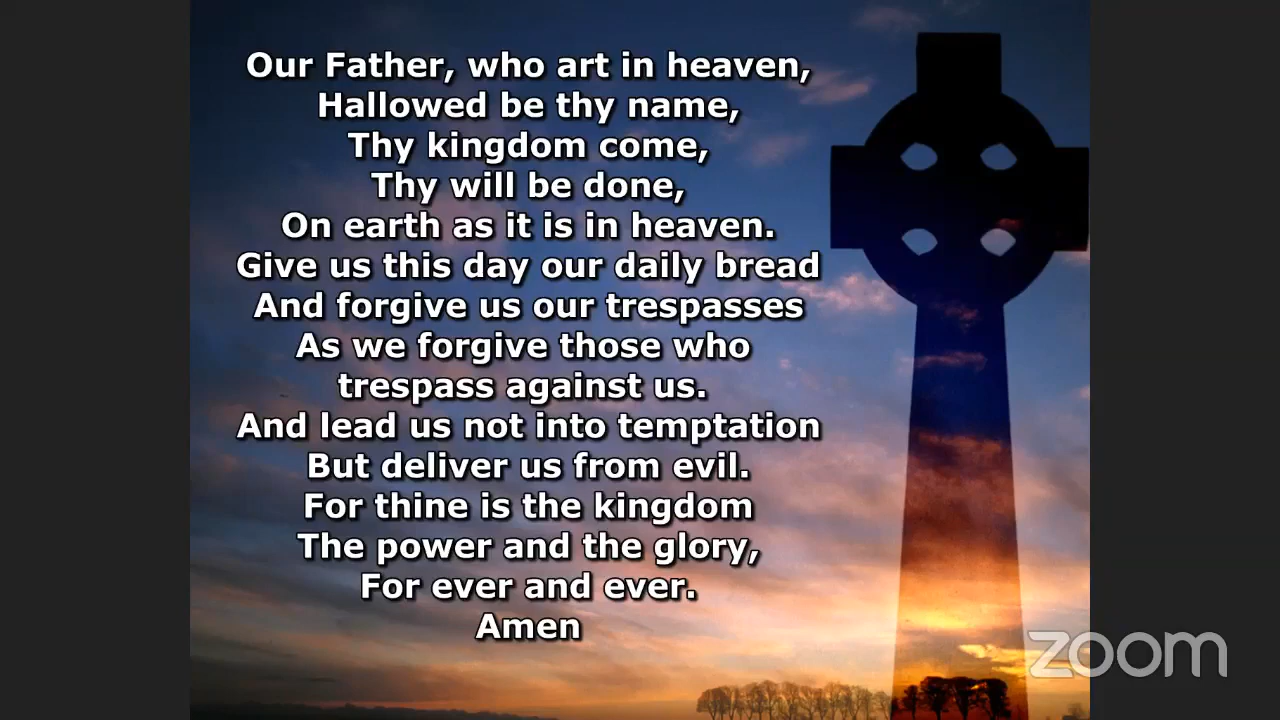 Our Father, who art in heaven,
Hallowed be thy name,
Thy kingdom come,
Thy will be done,
On earth as it is in heaven.
Give us this day our daily bread
And forgive us our trespasses
As we forgive those who
trespass against us.
And lead us not into temptation
But deliver us from evil.
For thine is the kingdom
The power and the glory,
For ever and ever.
Amen
zoom